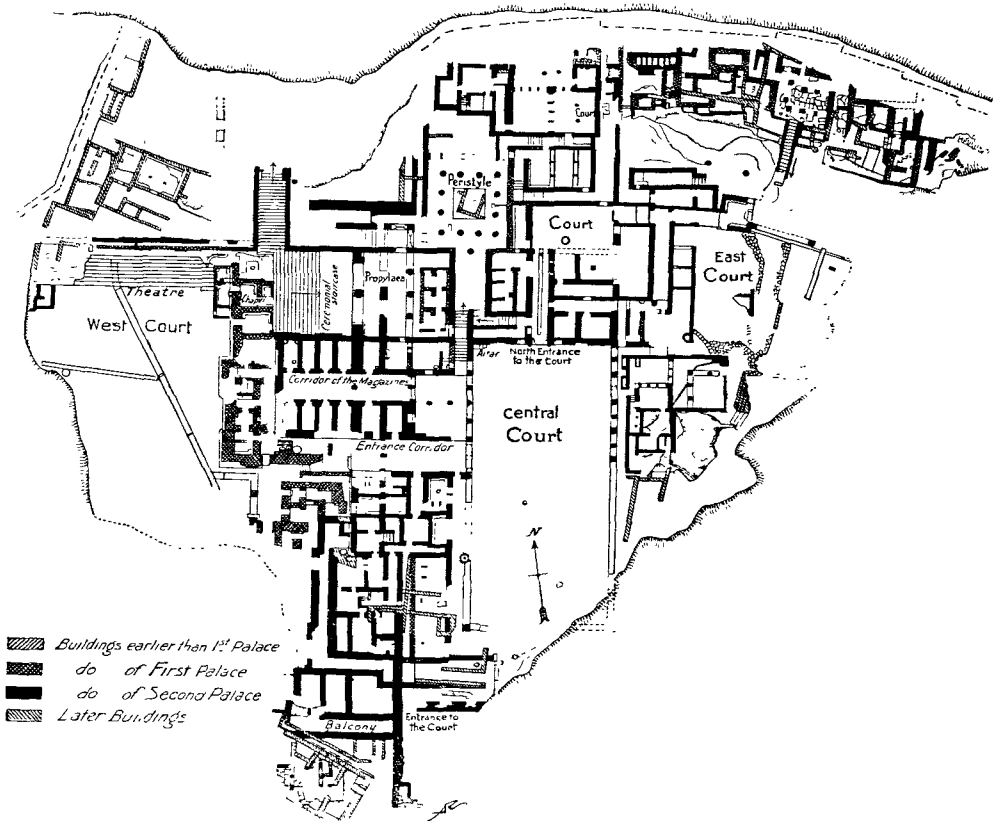 Court
Peristyle
Court
East
Court
Propylaea
Ceremonial staircase
Chapel
Theatre
West Court
Altar
North Entrance
to the Court
Corridor of the Magazines
Central
Court
Entrance Corridor
N
Buildings earlier than 1st Palace
do of First Palace
do of Second Palace
Later Buildings
Balcony
Entrance to
the Court